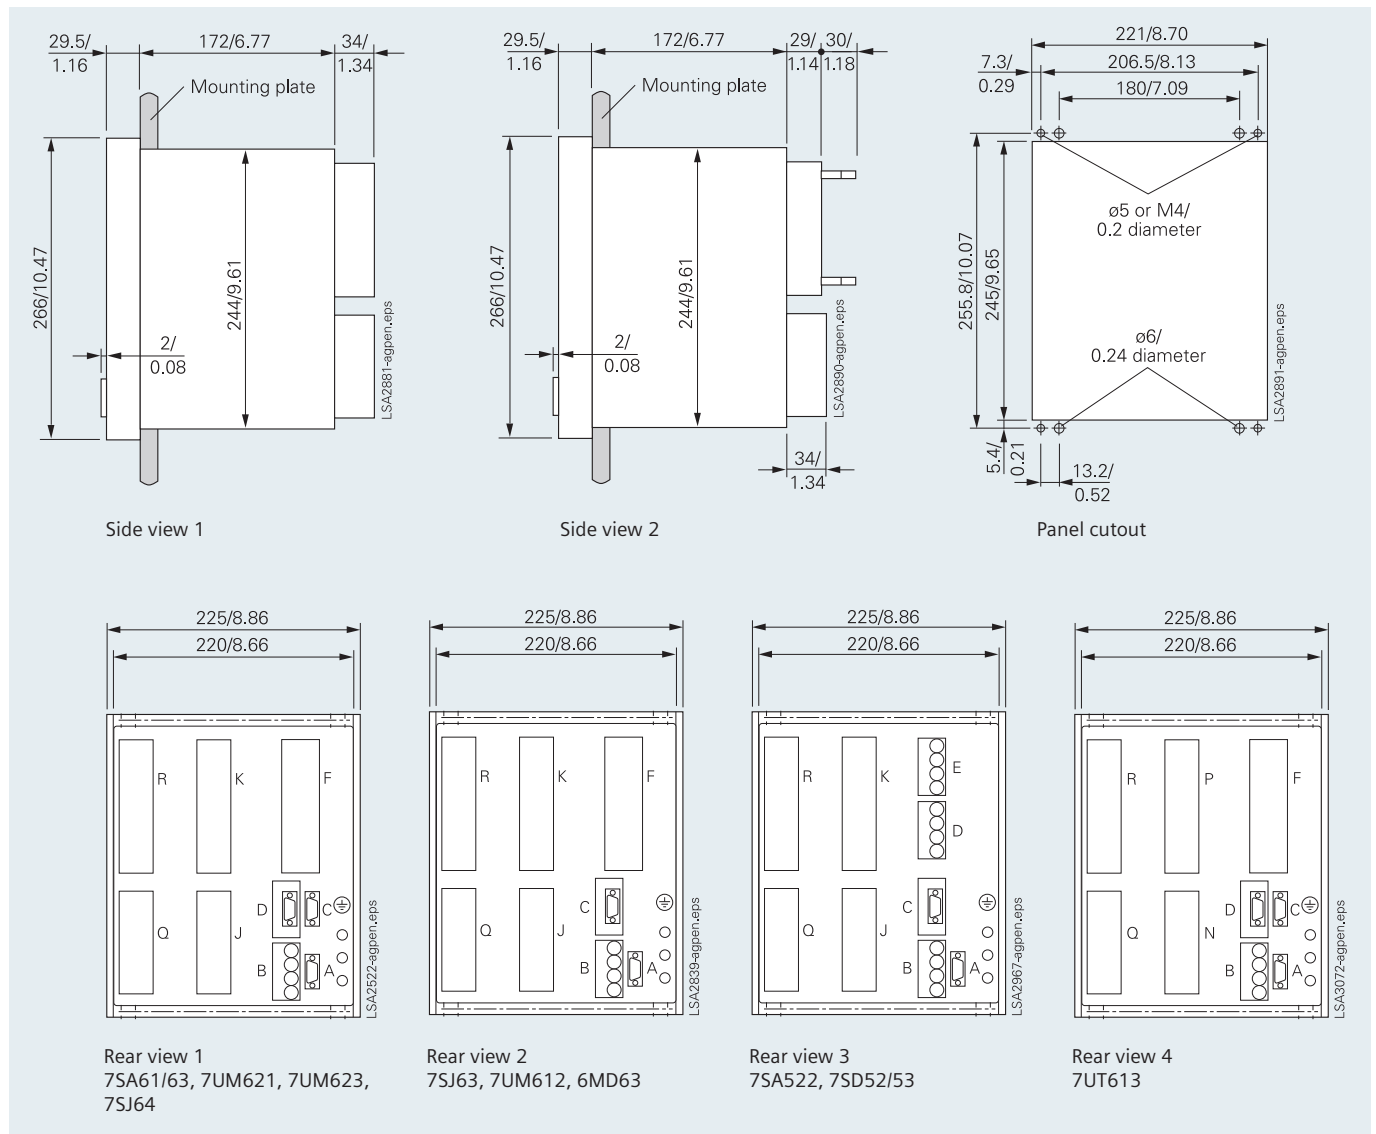 29.5/
1.16
172/6.77
34/
1.34
Mounting plate
266/10.47
244/9.61
2/
0.08
LSA2881-agpen.eps
Side view 1
29.5/
1.16
172/6.77
29/
1.14
30/
1.18
Mounting plate
266/10.47
244/9.61
2/
0.08
34/
1.34
LSA2890-agpen.eps
Side view 2
221/8.70
7.3/
0.29
206.5/8.13
180/7.09
ø5 or M4/
0.2 diameter
255.8/10.07
245/9.65
ø6/
0.24 diameter
5.4/
0.21
13.2/
0.52
LSA2891-agpen.eps
Panel cutout
225/8.86
220/8.66
R K F
D C
Q J
B A
LSA2522-agpen.eps
Rear view 1
7SA61/63, 7UM621, 7UM623,
7SJ64
225/8.86
220/8.66
R K F
C
Q J
B A
LSA2839-agpen.eps
Rear view 2
7SJ63, 7UM612, 6MD63
225/8.86
220/8.66
R K E
D
C
Q J
B A
LSA2967-agpen.eps
Rear view 3
7SA522, 7SD52/53
225/8.86
220/8.66
R P F
D C
Q N
B A
LSA3072-agpen.eps
Rear view 4
7UT613